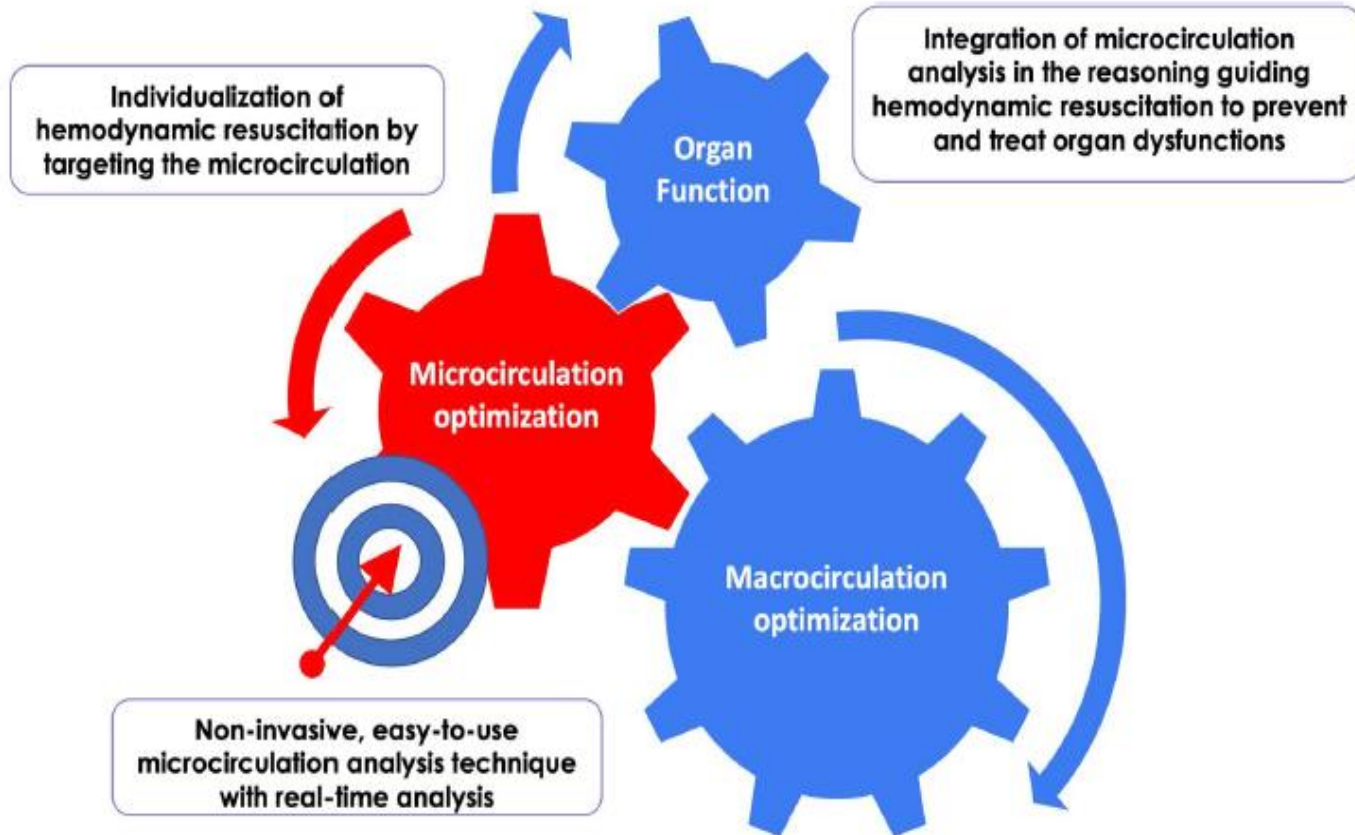 Individualization of
hemodynamic resuscitation by
targeting the microcirculation
Integration of microcirculation
analysis in the reasoning guiding
hemodynamic resuscitation to prevent
and treat organ dysfunctions
Organ
Function
Microcirculation
optimization
Macrocirculation
optimization
Non-invasive, easy-to-use
microcirculation analysis technique
with real-time analysis